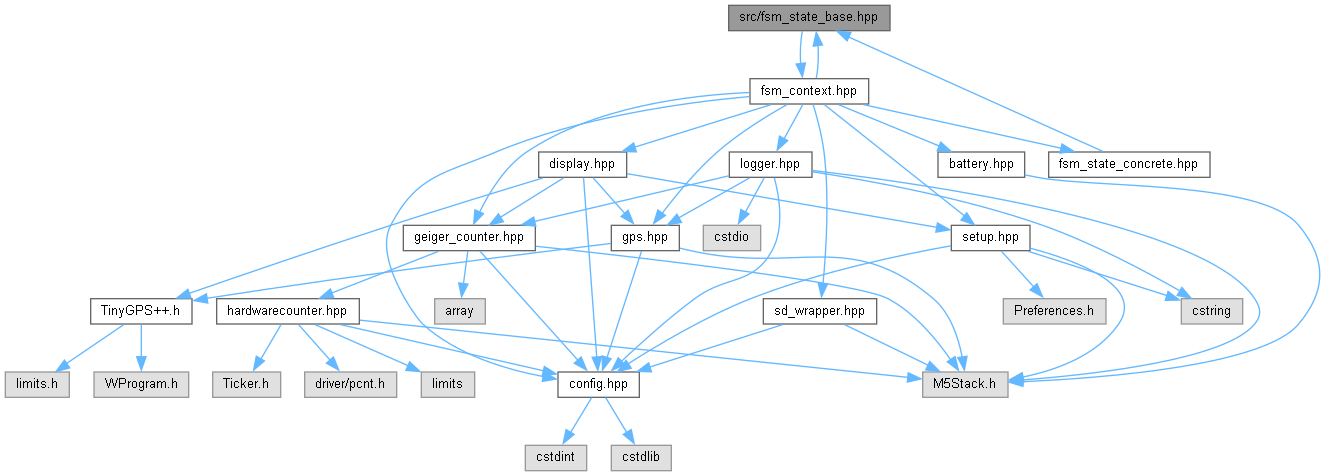 src/fsm_state_base.hpp
fsm_context.hpp
display.hpp
logger.hpp
battery.hpp
fsm_state_concrete.hpp
geiger_counter.hpp
gps.hpp
cstdio
setup.hpp
TinyGPS++.h
hardwarecounter.hpp
array
sd_wrapper.hpp
Preferences.h
cstring
limits.h
WProgram.h
Ticker.h
driver/pcnt.h
limits
config.hpp
M5Stack.h
cstdint
cstdlib